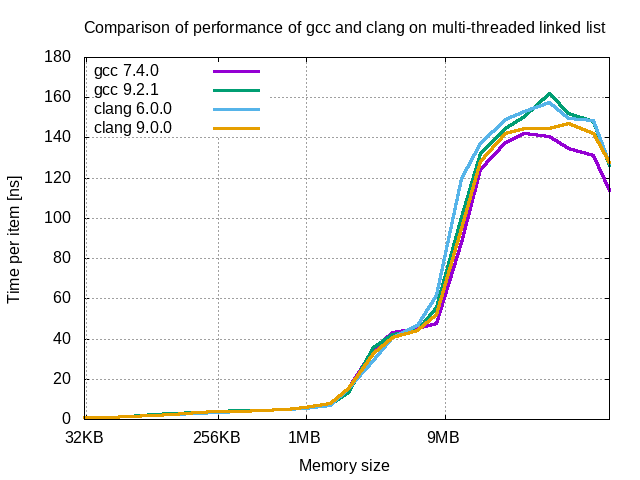 Comparison of performance of gcc and clang on multi-threaded linked list
180
160
140
120
100
80
60
40
20
0
Time per item [ns]
gcc 7.4.0
gcc 9.2.1
clang 6.0.0
clang 9.0.0
32KB 256KB 1MB 9MB
Memory size